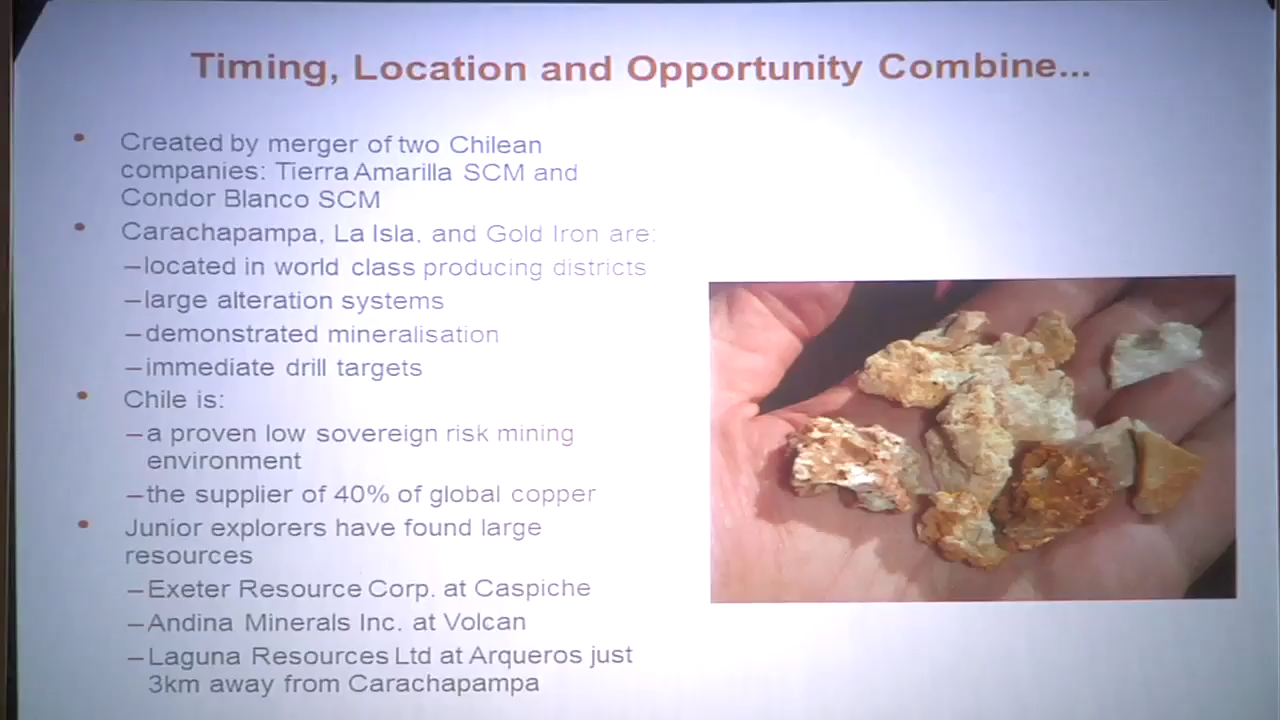 Timing, Location and Opportunity Combine...
• Created by merger of two Chilean
companies: Tierra Amarilla SCM and
Condor Blanco SCM
• Carachapampa, La Isla, and Gold Iron are:
–located in world class producing districts
–large alteration systems
–demonstrated mineralisation
–immediate drill targets
• Chile is:
–a proven low sovereign risk mining
environment
–the supplier of 40% of global copper
• Junior explorers have found large
resources
–Exeter Resource Corp. at Caspiche
–Andina Minerals Inc. at Volcan
–Laguna Resources Ltd at Arqueros just
3km away from Carachapampa